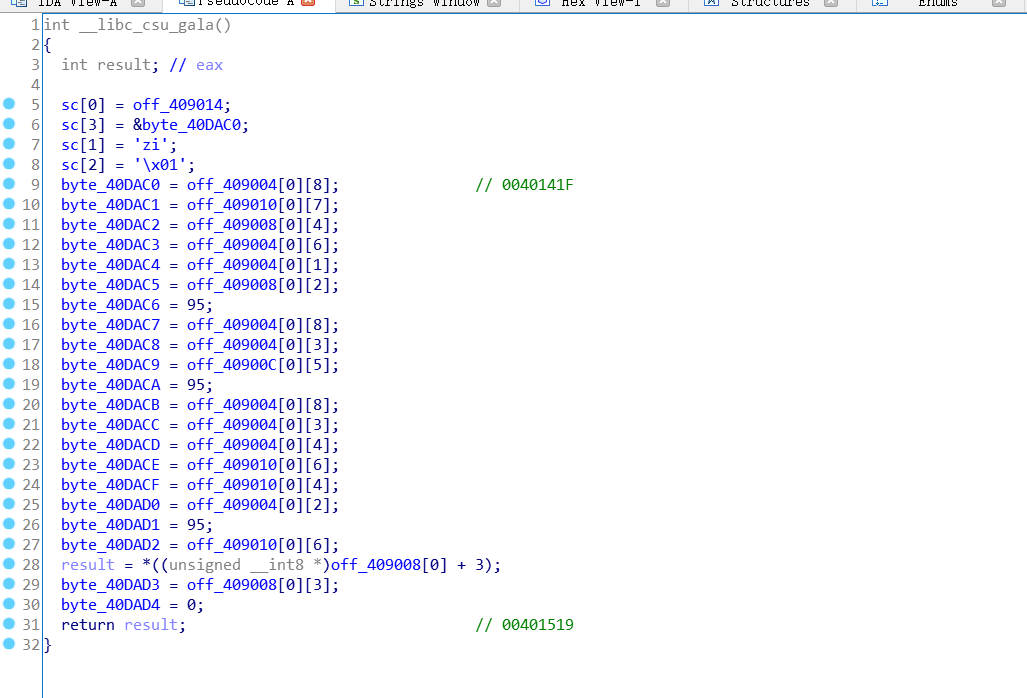 IDA View-A Pseudocode-A Strings window Hex View-1 Structures Enums
1 int __libc_csu_gala()
2 {
3 int result; // eax
4
5 sc[0] = off_409014;
6 sc[3] = &byte_40DAC0;
7 sc[1] = 'zi';
8 sc[2] = '\x01';
9 byte_40DAC0 = off_409004[0][8]; // 0040141F
10 byte_40DAC1 = off_409010[0][7];
11 byte_40DAC2 = off_409008[0][4];
12 byte_40DAC3 = off_409004[0][6];
13 byte_40DAC4 = off_409004[0][1];
14 byte_40DAC5 = off_409008[0][2];
15 byte_40DAC6 = 95;
16 byte_40DAC7 = off_409004[0][8];
17 byte_40DAC8 = off_409004[0][3];
18 byte_40DAC9 = off_40900C[0][5];
19 byte_40DACA = 95;
20 byte_40DACB = off_409004[0][8];
21 byte_40DACC = off_409004[0][3];
22 byte_40DACD = off_409004[0][4];
23 byte_40DACE = off_409010[0][6];
24 byte_40DACF = off_409010[0][4];
25 byte_40DAD0 = off_409004[0][2];
26 byte_40DAD1 = 95;
27 byte_40DAD2 = off_409010[0][6];
28 result = *((unsigned __int8 *)off_409008[0] + 3);
29 byte_40DAD3 = off_409008[0][3];
30 byte_40DAD4 = 0;
31 return result; // 00401519
32 }